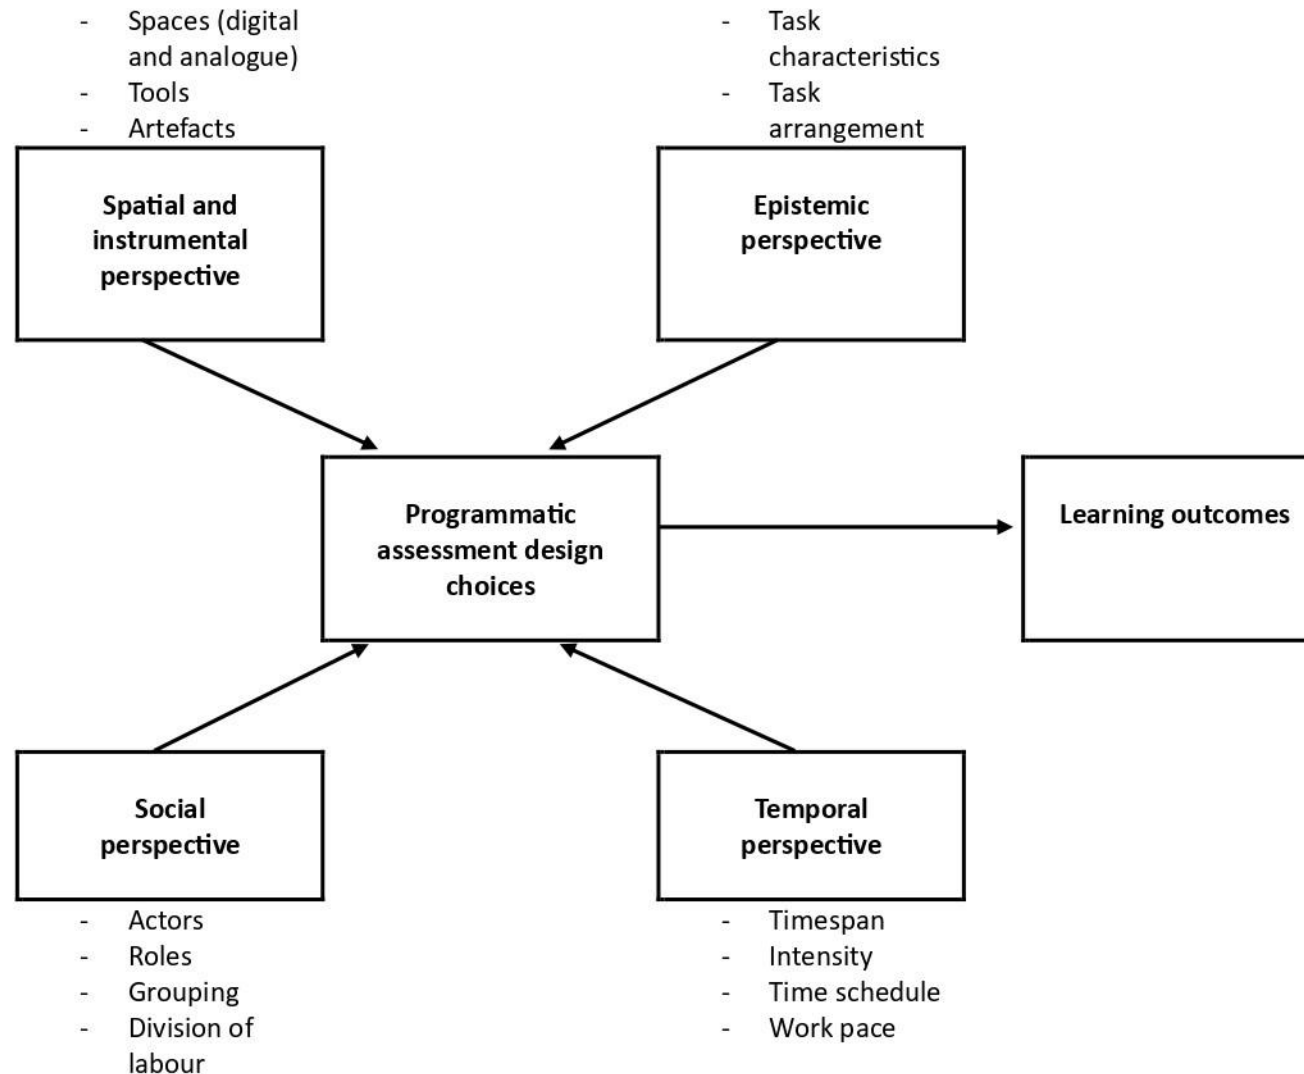 - Spaces (digital
and analogue)
- Tools
- Artefacts
Spatial and
instrumental
perspective
- Task
characteristics
- Task
arrangement
Epistemic
perspective
Programmatic
assessment design
choices
Learning outcomes
Social
perspective
- Actors
- Roles
- Grouping
- Division of
labour
Temporal
perspective
- Timespan
- Intensity
- Time schedule
- Work pace